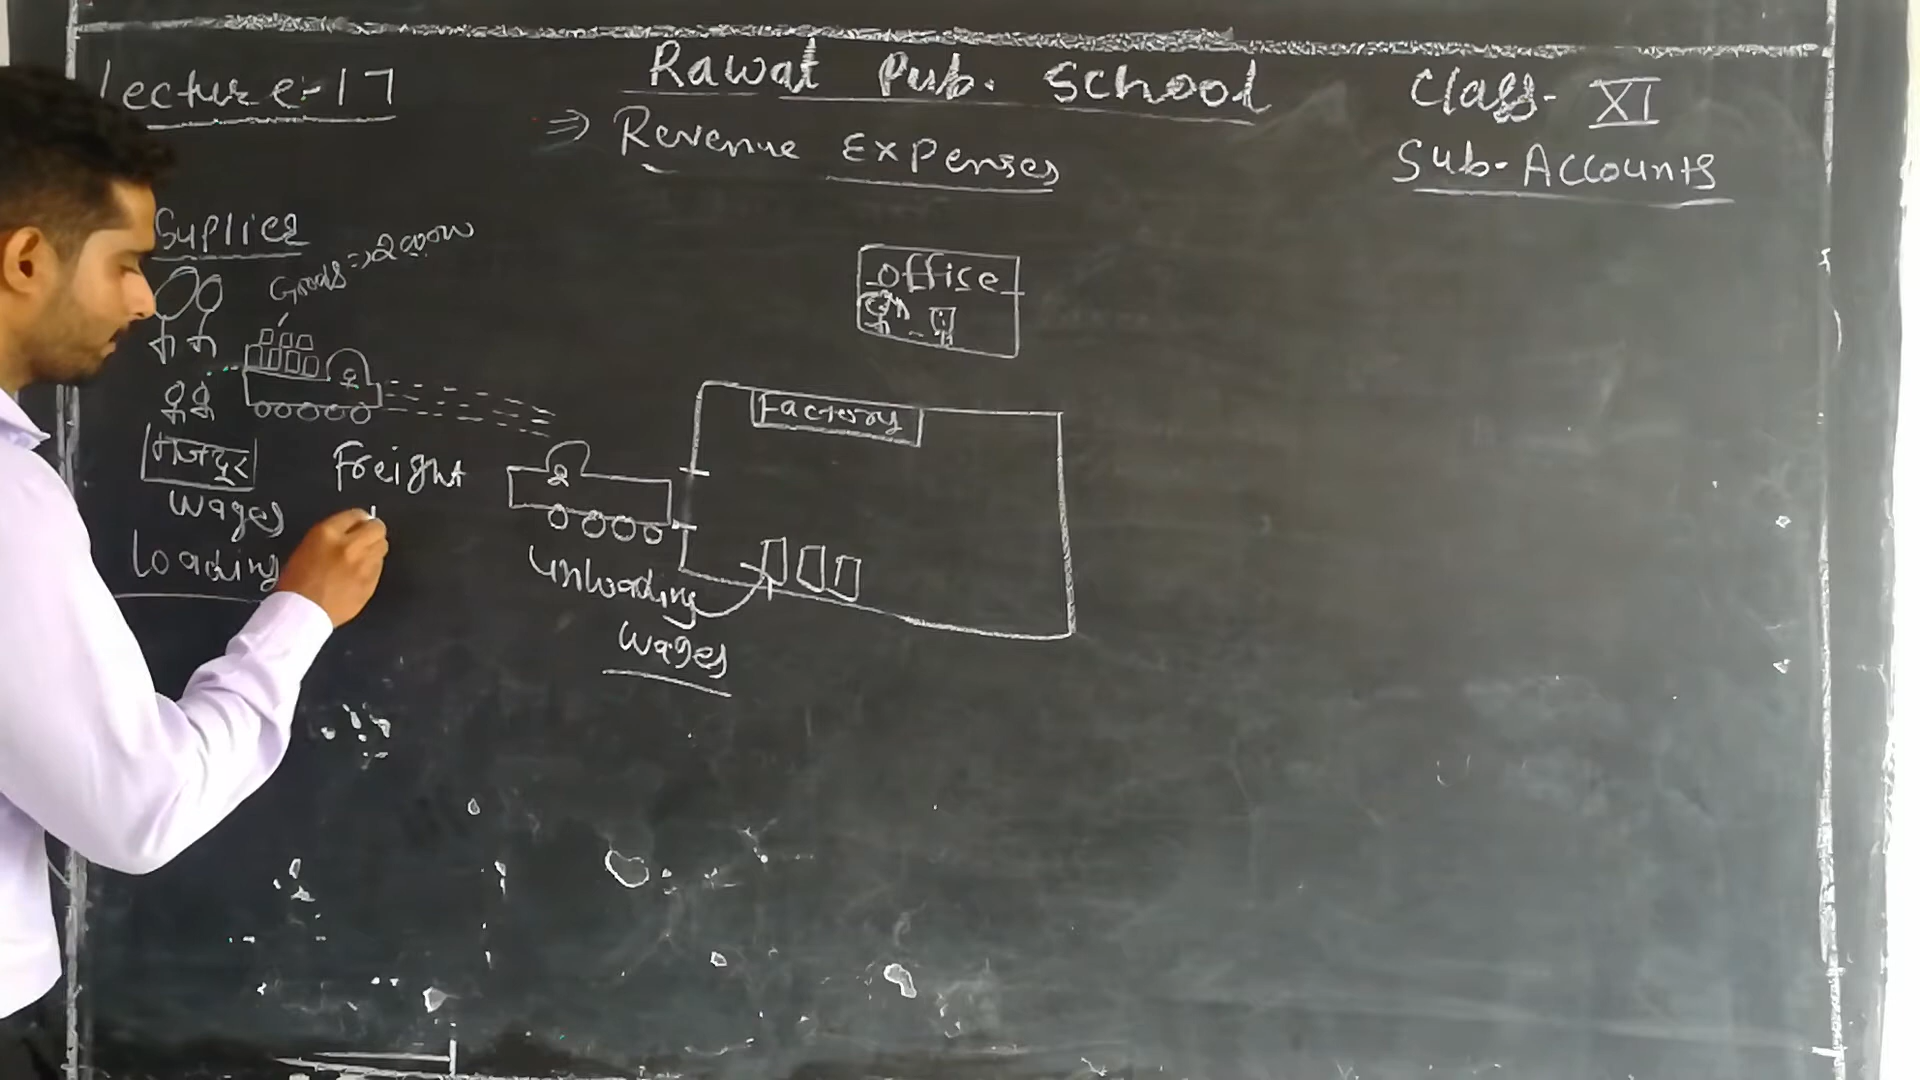 Lecture-17
Rawat Pub. School
Class- XI
⇒ Revenue Expenses
Sub-Accounts
Suplier
Goods ⇒
office
Factory
मजदूर
Freight
wages
Loading
unloading
wages